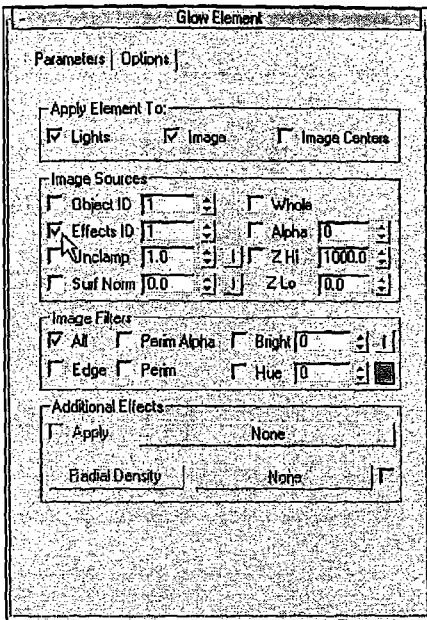 - Glow Element
Parameters Options
Apply Element To:
Lights Image Image Centers
Image Sources
Object ID 1 Whole
Effects ID 1 Alpha 0
Unclamp 1.0 I Z Hi 1000.0
Surf Norm 0.0 I Z Lo 0.0
Image Filters
All Perim Alpha Bright 0 I
Edge Perim Hue 0
Additional Effects
Apply None
Radial Density None